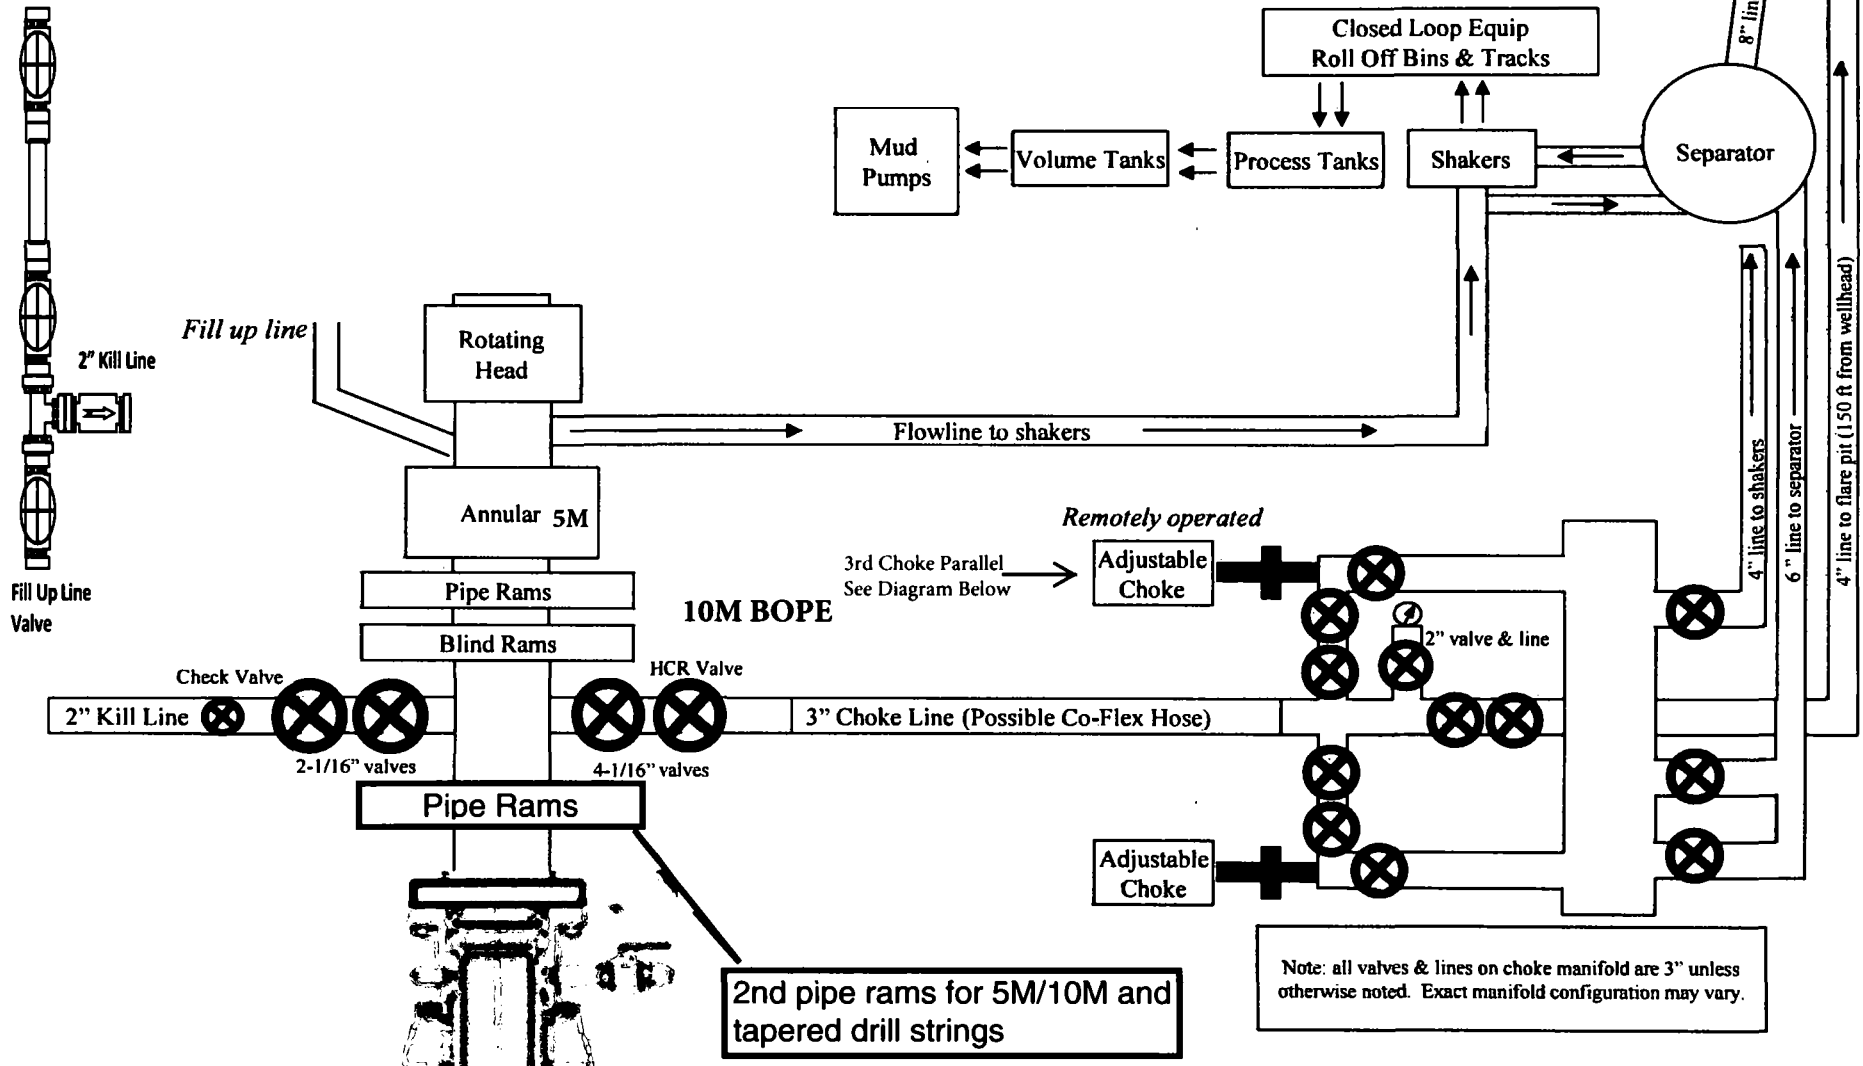 Closed Loop Equip
Roll Off Bins & Tracks
8" lin
Mud
Pumps
Volume Tanks
Process Tanks
Shakers
Separator
Fill up line
Rotating
Head
2" Kill Line
Flowline to shakers
4" line to shakers
6 " line to separator
4" line to flare pit (150 ft from wellhead)
Annular 5M
Remotely operated
3rd Choke Parallel
See Diagram Below
Adjustable
Choke
Fill Up Line
Valve
Pipe Rams
10M BOPE
Blind Rams
2" valve & line
Check Valve
HCR Valve
2" Kill Line
3" Choke Line (Possible Co-Flex Hose)
2-1/16" valves
4-1/16" valves
Pipe Rams
Adjustable
Choke
2nd pipe rams for 5M/10M and
tapered drill strings
Note: all valves & lines on choke manifold are 3" unless
otherwise noted. Exact manifold configuration may vary.